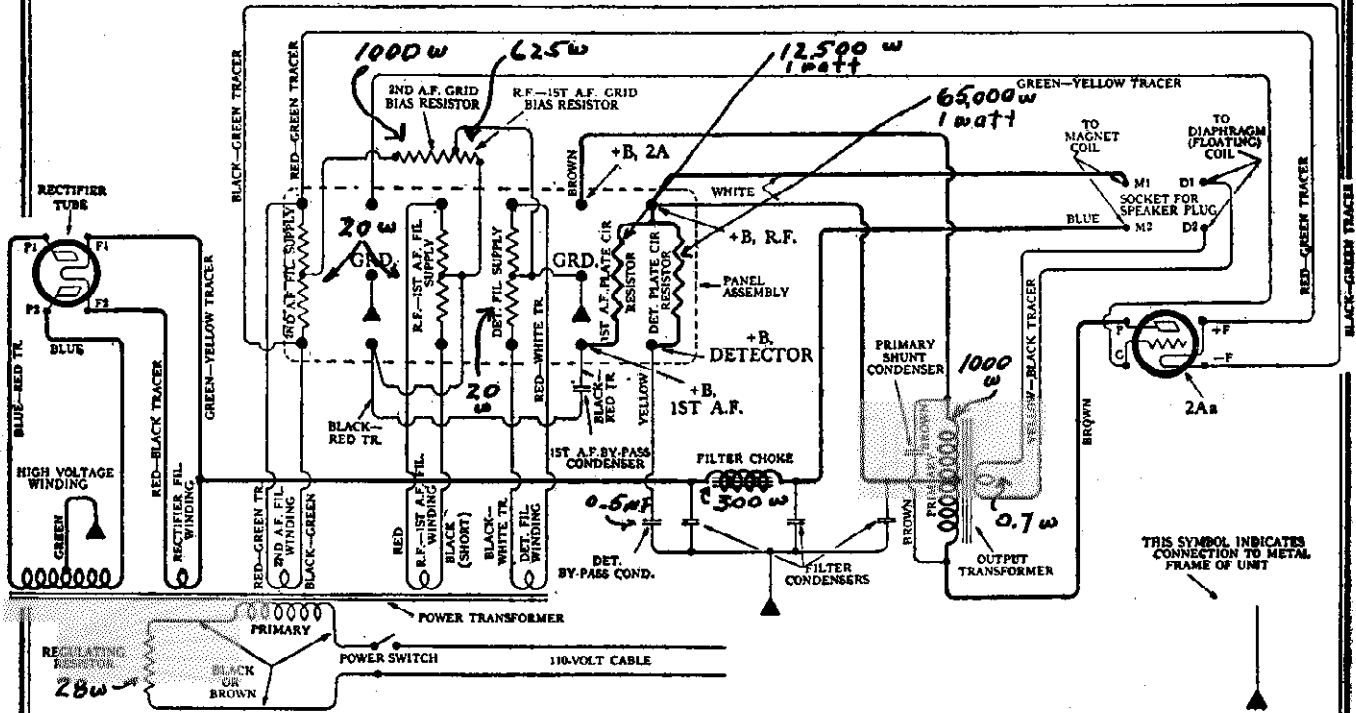 1000 w
625 w
12,500 w
1 watt
GREEN—YELLOW TRACER
65,000 w
1 watt
2ND A.F. GRID
BIAS RESISTOR
R.F.—1ST A.F. GRID
BIAS RESISTOR
BLACK—GREEN TRACER
RED—GREEN TRACER
BROWN
+B, 2A
WHITE
TO
MAGNET
COIL
TO
DIAPHRAGM
(FLOATING)
COIL
M1
D1
SOCKET FOR
SPEAKER PLUG
M2
D2
BLUE
RED—GREEN TRACER
BLACK—GREEN TRACER
RECTIFIER
TUBE
P1
F1
P2
F2
BLUE
BLUE—RED TR.
RED—BLACK TRACER
GREEN—YELLOW TRACER
2ND A.F. FIL SUPPLY
20 w
GRD.
R.F.—1ST A.F. FIL.
SUPPLY
DET. FIL SUPPLY
GRD.
1ST A.F. PLATE CIR
RESISTOR
DET. PLATE CIR
RESISTOR
+B, R.F.
PANEL
ASSEMBLY
+B,
DETECTOR
+B,
1ST A.F.
20
w
RED—WHITE TR.
BLACK—
RED TR.
BLACK—
RED TR.
YELLOW
1ST A.F. BY-PASS
CONDENSER
PRIMARY
SHUNT
CONDENSER
1000
w
YELLOW—BLACK TRACER
P
+F
G
–F
2Aa
BROWN
HIGH VOLTAGE
WINDING
GREEN
RECTIFIER FIL.
WINDING
RED—GREEN TR.
2ND A.F. FIL.
WINDING
BLACK—GREEN
RED
R.F.—1ST A.F. FIL.
WINDING
BLACK
(SHORT)
BLACK—
WHITE TR.
DET. FIL
WINDING
FILTER CHOKE
300 w
0.5 MF
DET.
BY-PASS COND.
FILTER
CONDENSERS
BROWN
PRIMARY
BROWN
0.7 w
OUTPUT
TRANSFORMER
THIS SYMBOL INDICATES
CONNECTION TO METAL
FRAME OF UNIT
POWER TRANSFORMER
PRIMARY
REGULATING
RESISTOR
28 w
BLACK
OR
BROWN
POWER SWITCH
110-VOLT CABLE